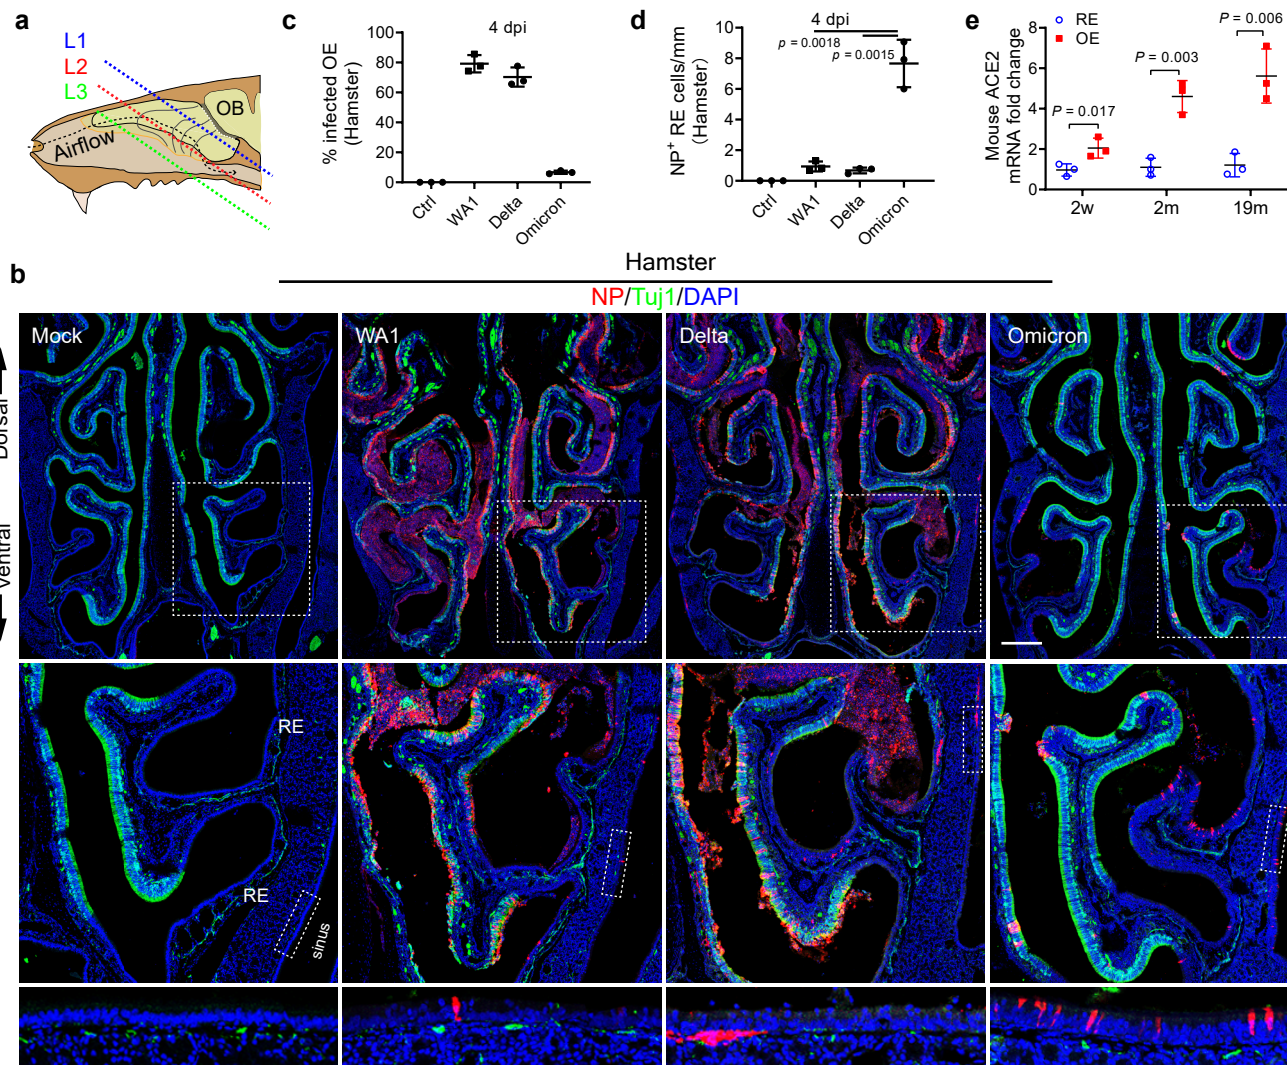 a
L1
L2
L3
OB
Airflow
c
4 dpi
% infected OE
(Hamster)
100
80
60
40
20
0
Ctrl
WA1
Delta
Omicron
d
4 dpi
p = 0.0018
p = 0.0015
NP+ RE cells/mm
(Hamster)
10
8
6
4
2
0
Ctrl
WA1
Delta
Omicron
e
RE
OE
P = 0.006
P = 0.003
P = 0.017
Mouse ACE2
mRNA fold change
8
6
4
2
0
2w
2m
19m
b
Hamster
NP/Tuj1/DAPI
Mock
WA1
Delta
Omicron
Dorsal
Ventral
RE
RE
sinus